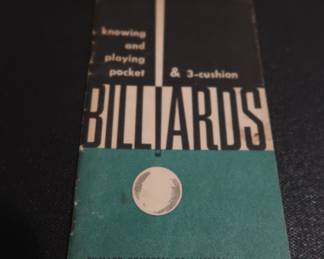 knowing
and
playing
pocket & 3-cushion
BILLIARDS